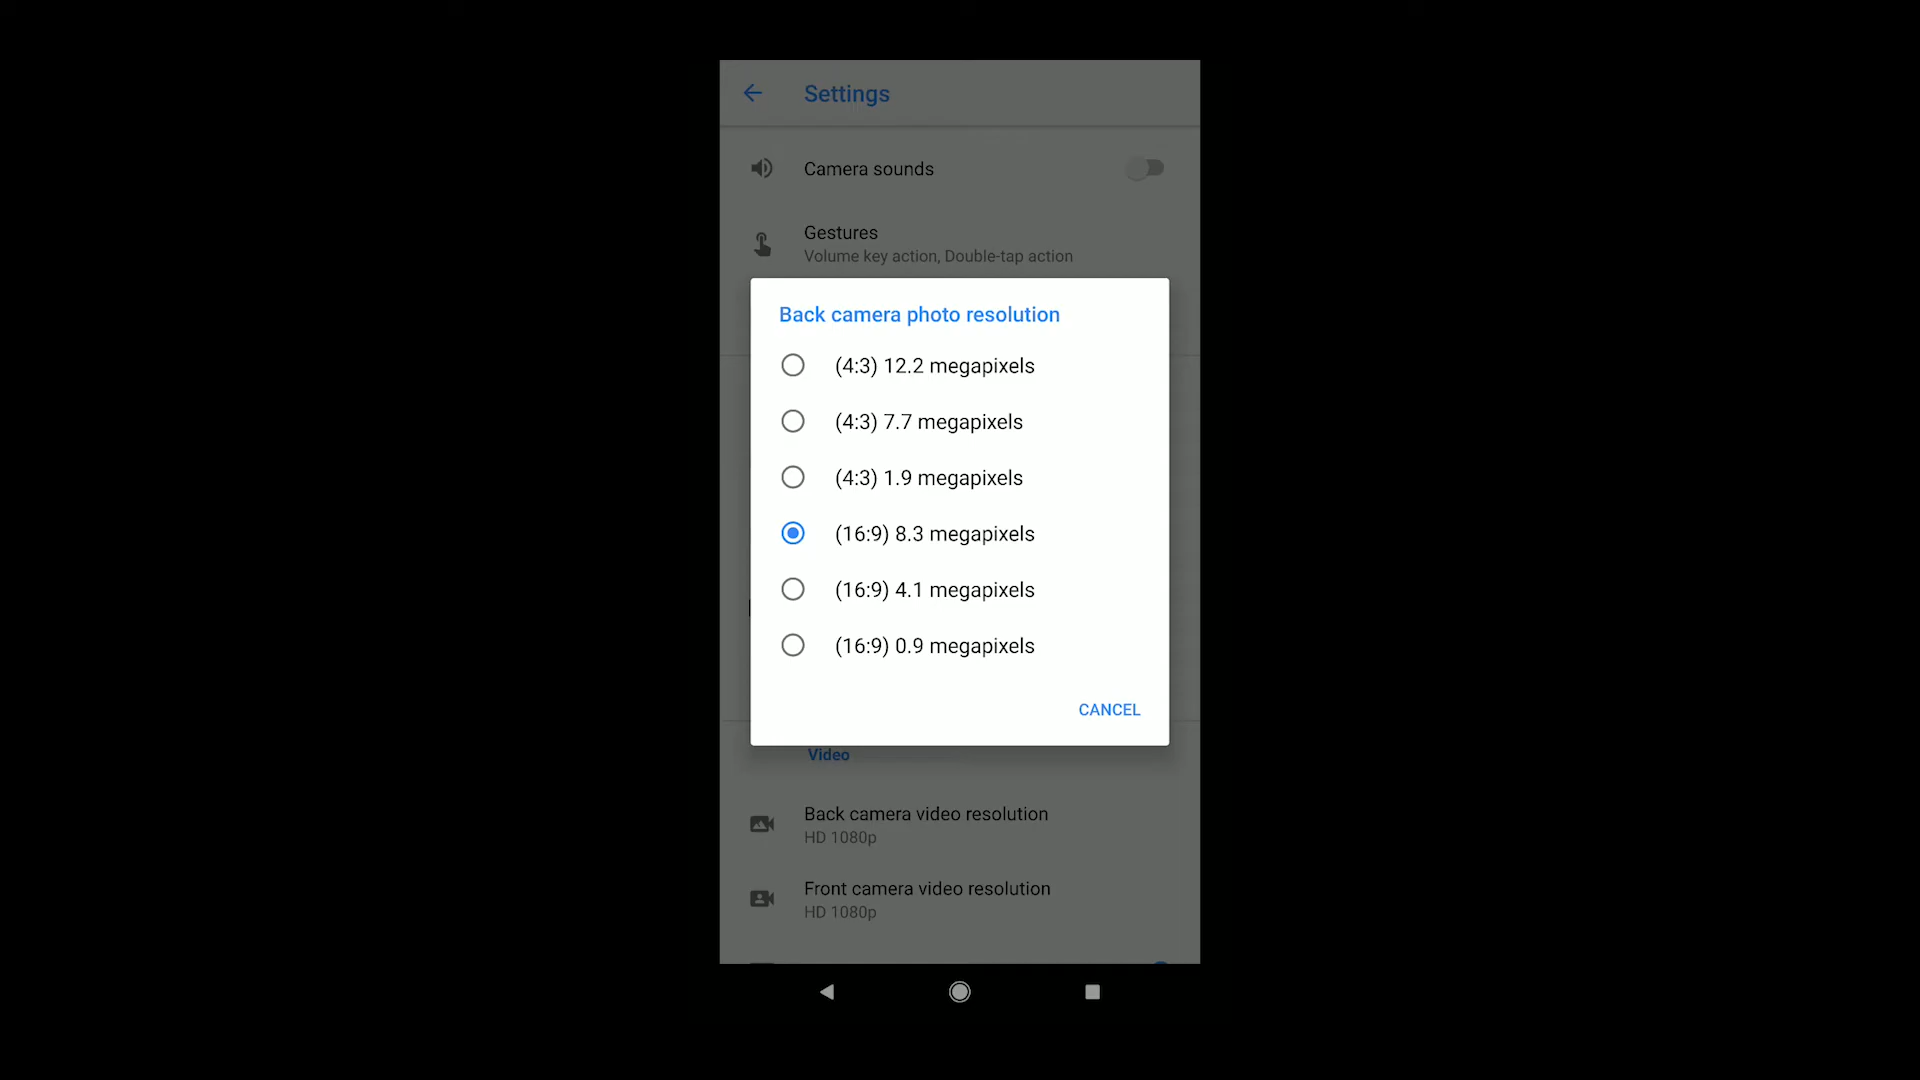 Settings
Camera sounds
Gestures
Volume key action, Double-tap action
Back camera photo resolution
(4:3) 12.2 megapixels
(4:3) 7.7 megapixels
(4:3) 1.9 megapixels
(16:9) 8.3 megapixels
(16:9) 4.1 megapixels
(16:9) 0.9 megapixels
CANCEL
Video
Back camera video resolution
HD 1080p
Front camera video resolution
HD 1080p